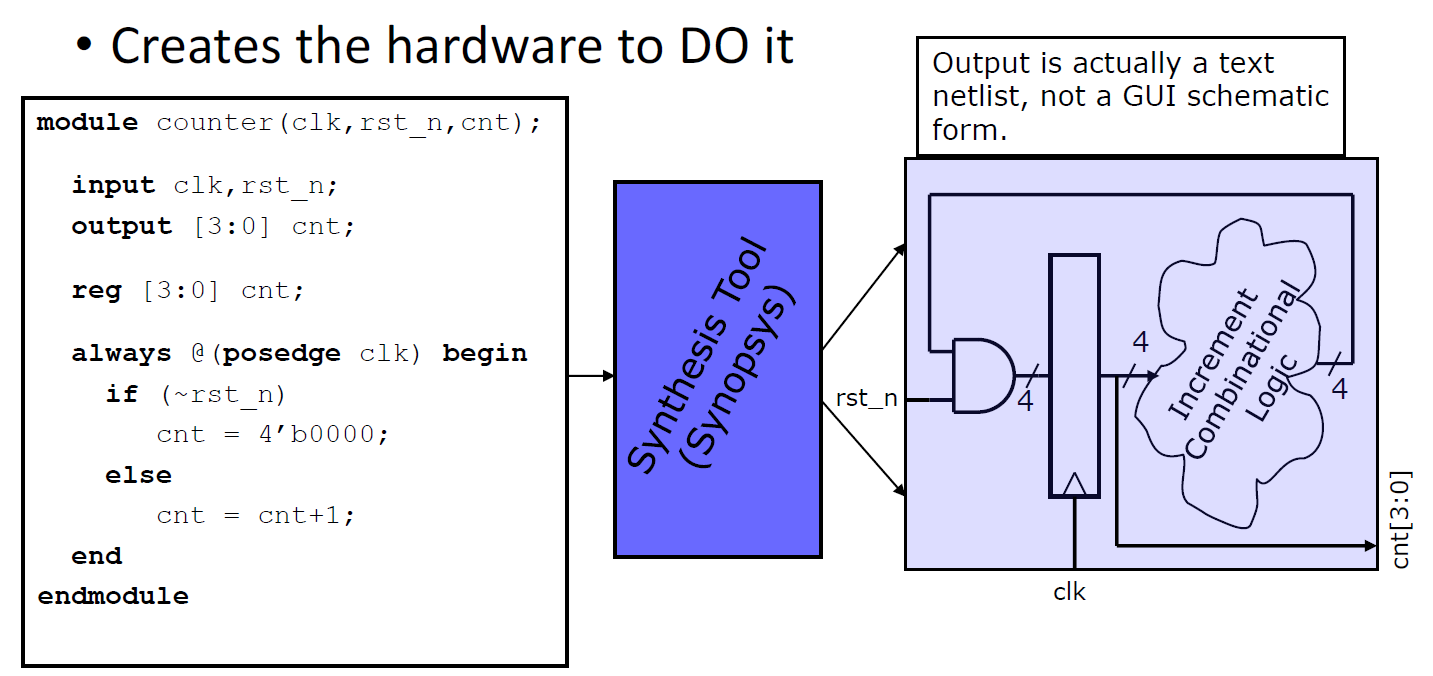 • Creates the hardware to DO it
module counter(clk,rst_n,cnt);
input clk,rst_n;
output [3:0] cnt;
reg [3:0] cnt;
always @(posedge clk) begin
if (~rst_n)
cnt = 4’b0000;
else
cnt = cnt+1;
end
endmodule
Synthesis Tool
(Synopsys)
Output is actually a text
netlist, not a GUI schematic
form.
rst_n
4
4
Increment
Combinational
Logic
4
clk
cnt[3:0]